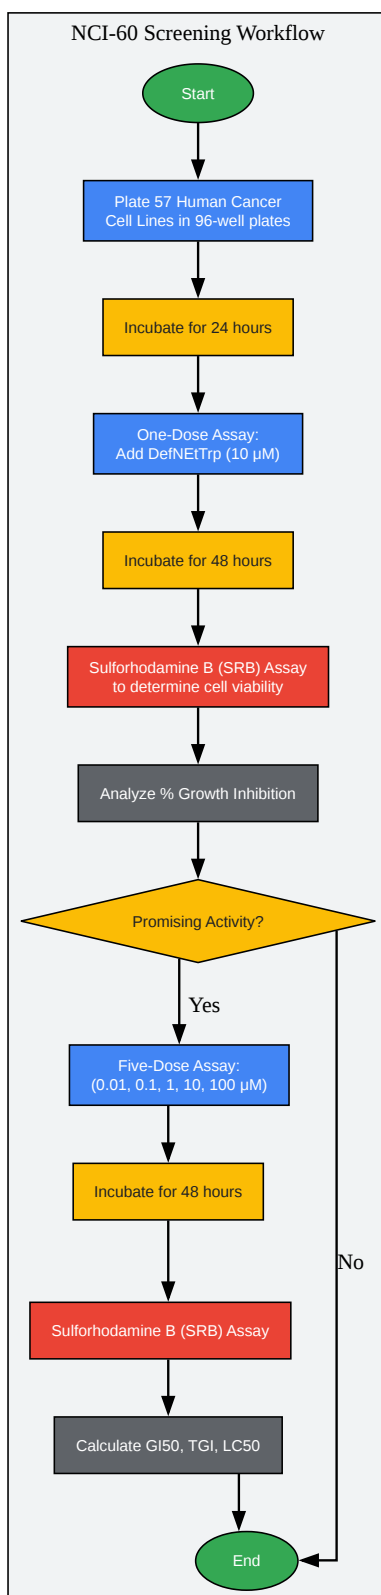 NCI-60 Screening Workflow
Start
Plate 57 Human Cancer
Cell Lines in 96-well plates
Incubate for 24 hours
One-Dose Assay:
Add DefNEtTrp (10 μM)
Incubate for 48 hours
Sulforhodamine B (SRB) Assay
to determine cell viability
Analyze % Growth Inhibition
Promising Activity?
Yes
Five-Dose Assay:
(0.01, 0.1, 1, 10, 100 μM)
Incubate for 48 hours
No
Sulforhodamine B (SRB) Assay
Calculate GI50, TGI, LC50
End